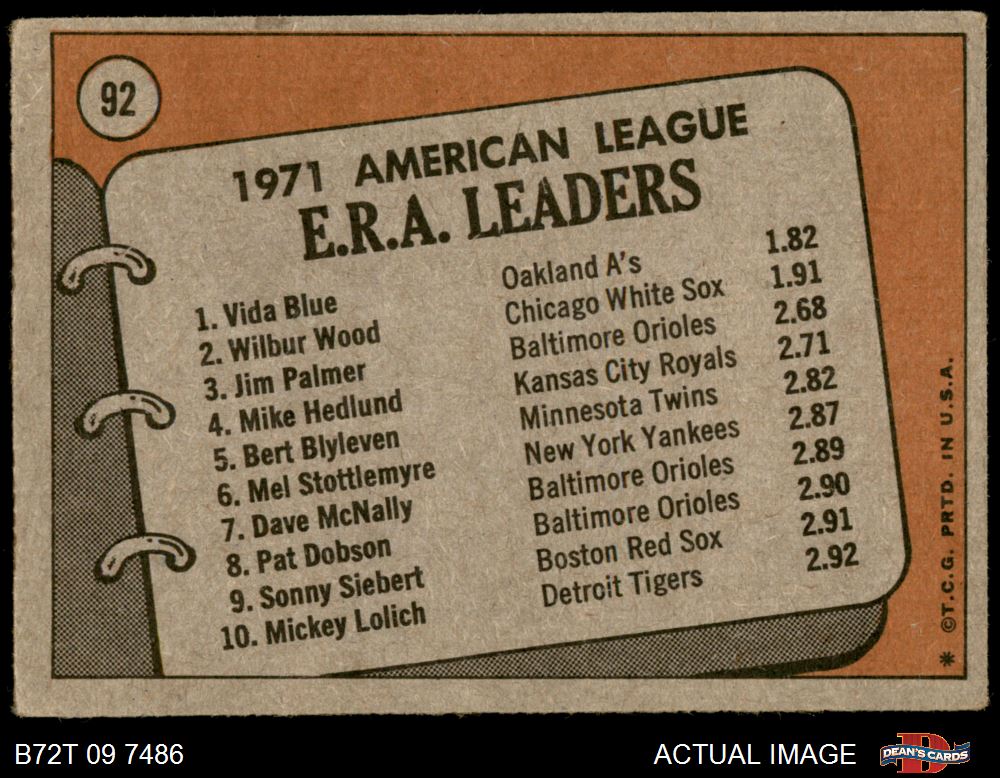 92
1971 AMERICAN LEAGUE
E.R.A. LEADERS
1. Vida Blue Oakland A's 1.82
2. Wilbur Wood Chicago White Sox 1.91
3. Jim Palmer Baltimore Orioles 2.68
4. Mike Hedlund Kansas City Royals 2.71
5. Bert Blyleven Minnesota Twins 2.82
6. Mel Stottlemyre New York Yankees 2.87
7. Dave McNally Baltimore Orioles 2.89
8. Pat Dobson Baltimore Orioles 2.90
9. Sonny Siebert Boston Red Sox 2.91
10. Mickey Lolich Detroit Tigers 2.92
* ©T.C.G. PRTD. IN U.S.A.
B72T 09 7486 ACTUAL IMAGE
D
DEAN'S CARDS